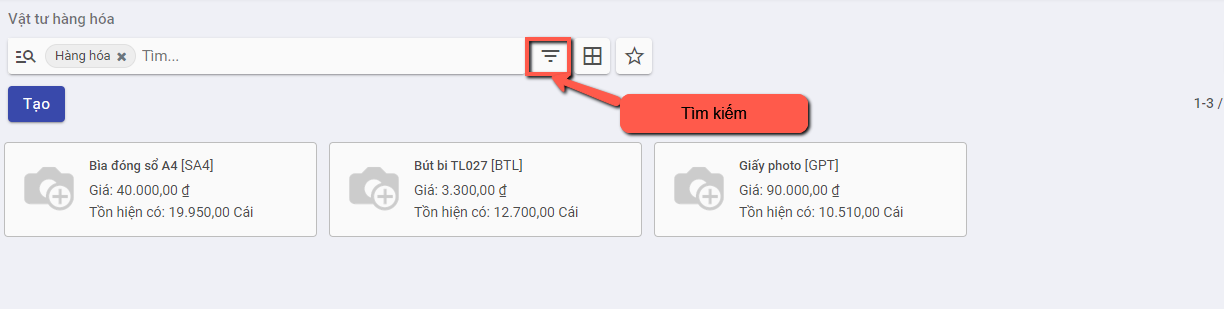 Vật tư hàng hóa
Hàng hóa × Tìm...
Tìm kiếm
Tạo
1-3 /
Bìa đóng sổ A4 [SA4]
Giá: 40.000,00 ₫
Tồn hiện có: 19.950,00 Cái
Bút bi TL027 [BTL]
Giá: 3.300,00 ₫
Tồn hiện có: 12.700,00 Cái
Giấy photo [GPT]
Giá: 90.000,00 ₫
Tồn hiện có: 10.510,00 Cái